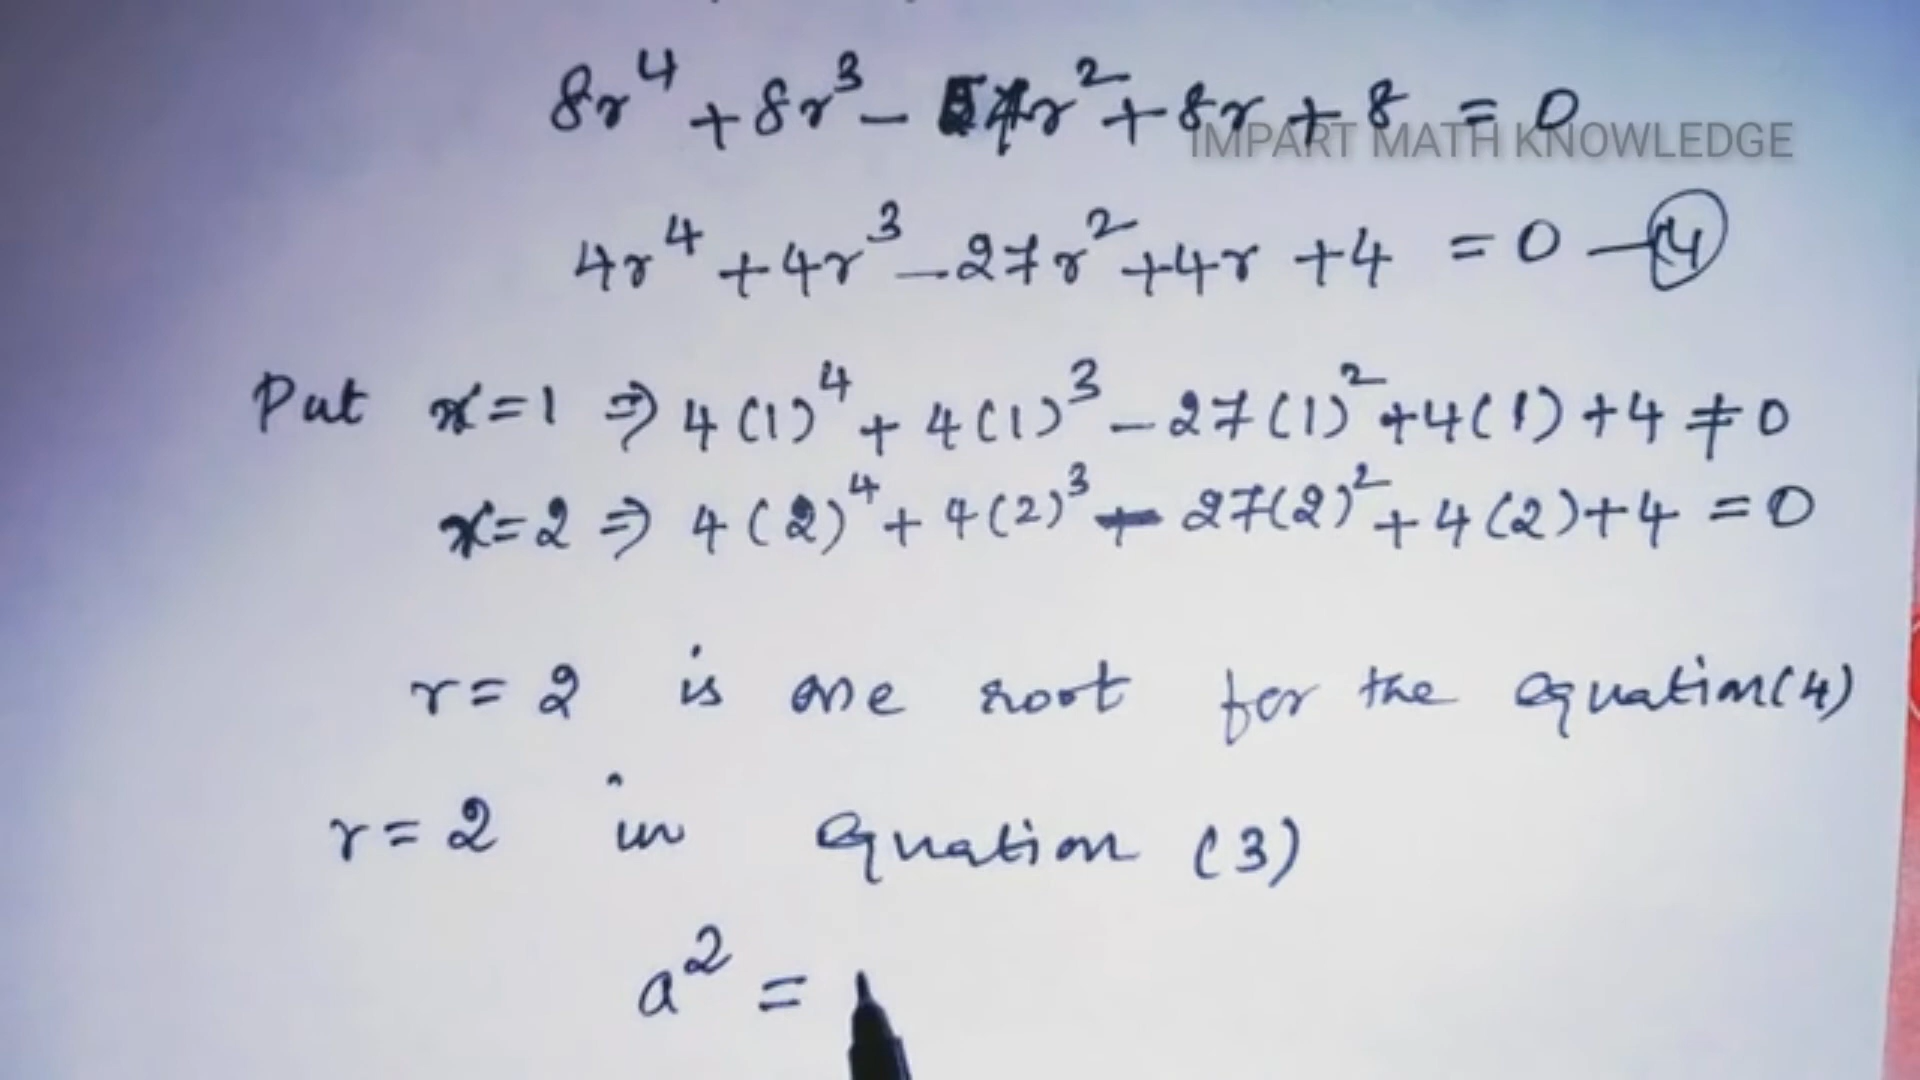 8r⁴ + 8r³ - 54r² + 8r + 8 = 0
IMPART MATH KNOWLEDGE
4r⁴ + 4r³ - 27r² + 4r + 4 = 0 - 4
Put x = 1 ⇒ 4(1)⁴ + 4(1)³ - 27(1)² + 4(1) + 4 ≠ 0
x = 2 ⇒ 4(2)⁴ + 4(2)³ - 27(2)² + 4(2) + 4 = 0
r = 2 is one root for the equation (4)
r = 2 in equation (3)
a² =